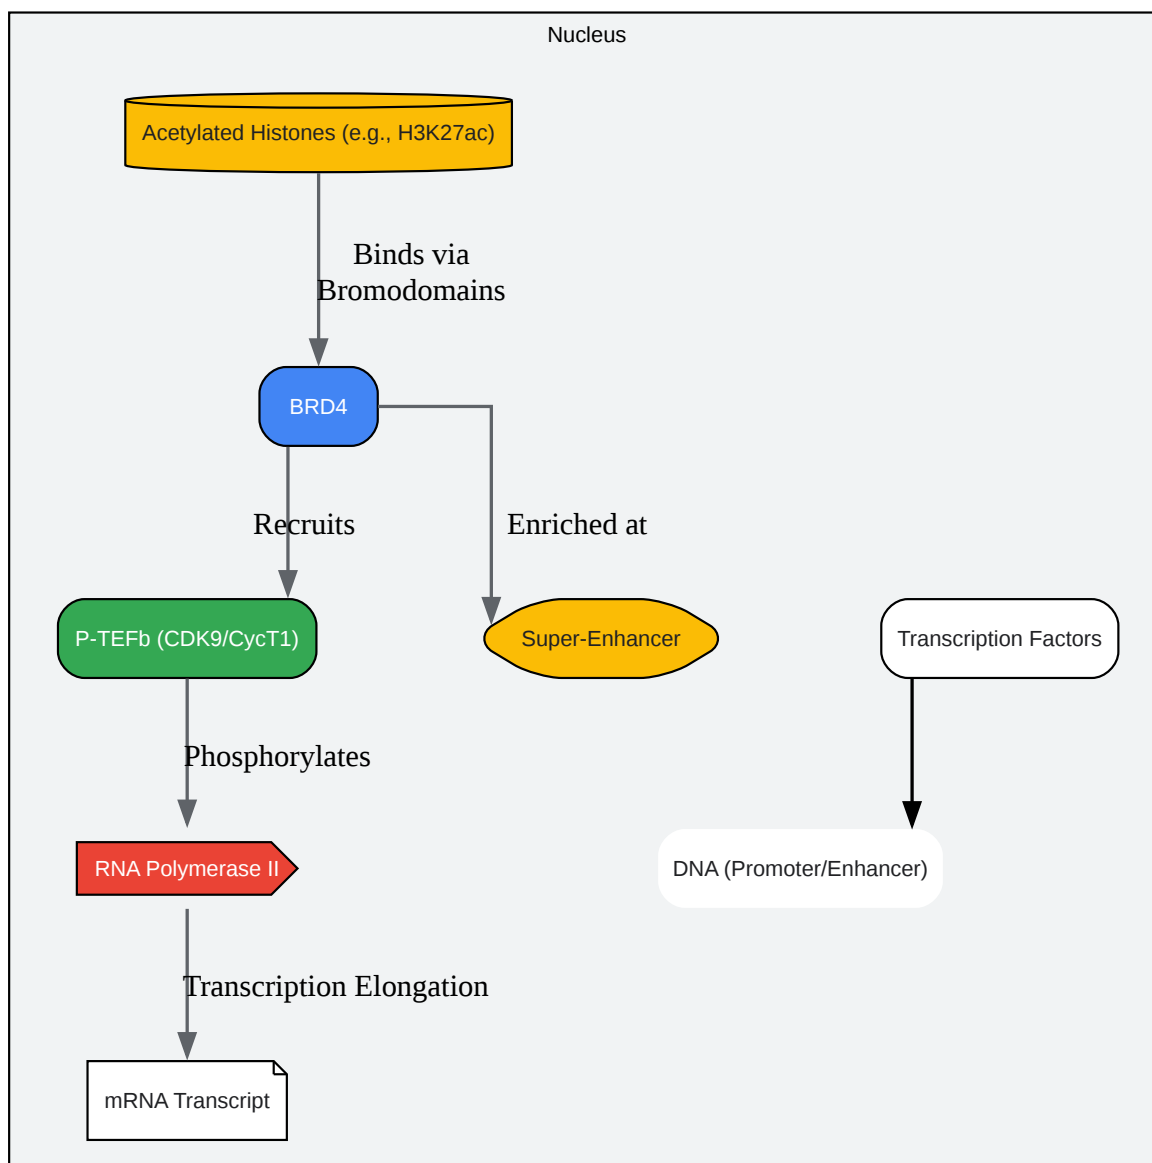 Nucleus
Acetylated Histones (e.g., H3K27ac)
Binds via
Bromodomains
BRD4
Recruits
Enriched at
P-TEFb (CDK9/CycT1)
Super-Enhancer
Transcription Factors
Phosphorylates
RNA Polymerase II
DNA (Promoter/Enhancer)
Transcription Elongation
mRNA Transcript